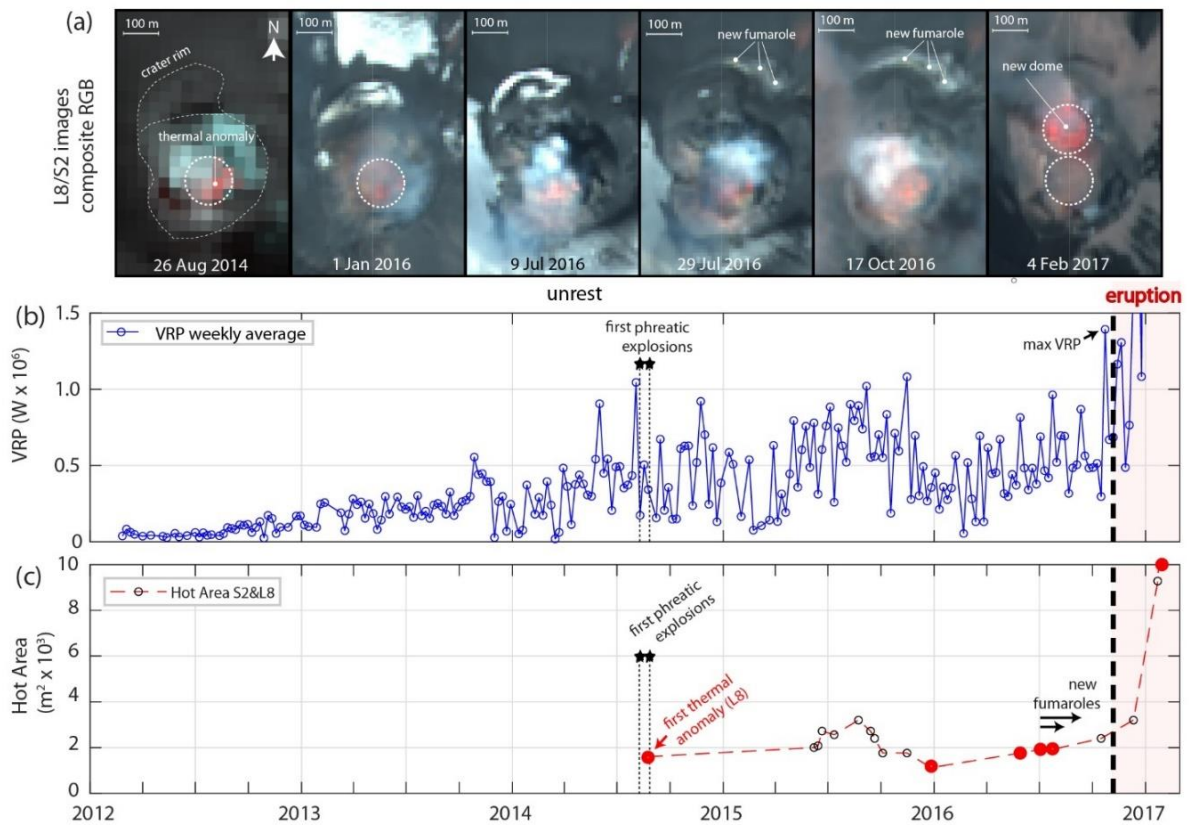 (a)
L8/S2 images
composite RGB
100 m
N
crater rim
thermal anomaly
26 Aug 2014
100 m
1 Jan 2016
100 m
9 Jul 2016
100 m
new fumarole
29 Jul 2016
100 m
new fumarole
17 Oct 2016
100 m
new dome
4 Feb 2017
unrest
eruption
(b)
VRP weekly average
first phreatic
explosions
max VRP
VRP (W x 10⁶)
1.5
1.0
0.5
0
(c)
Hot Area S2&L8
first phreatic
explosions
first thermal
anomaly (L8)
new
fumaroles
Hot Area
(m² x 10³)
10
8
6
4
2
0
2012
2013
2014
2015
2016
2017